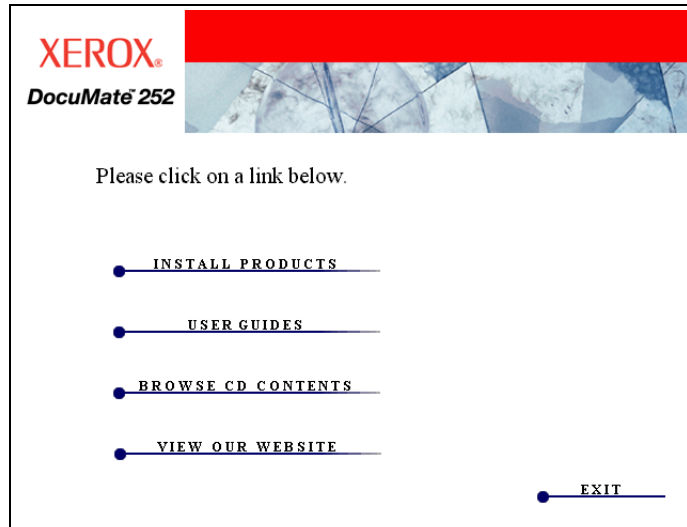 XEROX®
DocuMate™ 252
Please click on a link below.
INSTALL PRODUCTS
USER GUIDES
BROWSE CD CONTENTS
VIEW OUR WEBSITE
EXIT